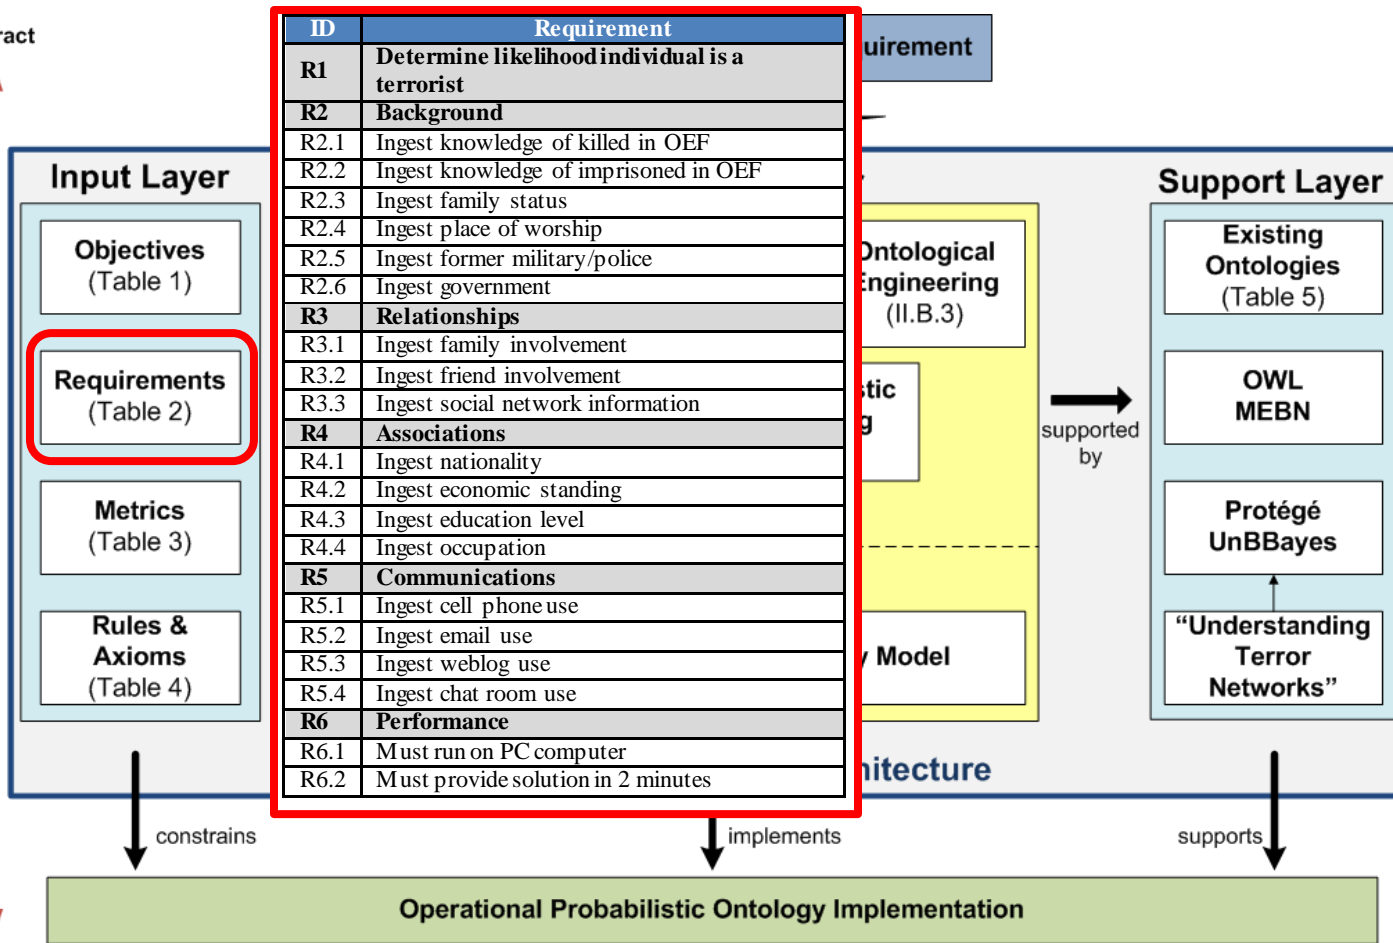 ract
uirement
Input Layer
Objectives
(Table 1)
Requirements
(Table 2)
Metrics
(Table 3)
Rules &
Axioms
(Table 4)
ID Requirement
R1 Determine likelihood individual is a
terrorist
R2 Background
R2.1 Ingest knowledge of killed in OEF
R2.2 Ingest knowledge of imprisoned in OEF
R2.3 Ingest family status
R2.4 Ingest place of worship
R2.5 Ingest former military/police
R2.6 Ingest government
R3 Relationships
R3.1 Ingest family involvement
R3.2 Ingest friend involvement
R3.3 Ingest social network information
R4 Associations
R4.1 Ingest nationality
R4.2 Ingest economic standing
R4.3 Ingest education level
R4.4 Ingest occupation
R5 Communications
R5.1 Ingest cell phone use
R5.2 Ingest email use
R5.3 Ingest weblog use
R5.4 Ingest chat room use
R6 Performance
R6.1 Must run on PC computer
R6.2 Must provide solution in 2 minutes
Ontological
Engineering
(II.B.3)
stic
g
y Model
hitecture
supported
by
Support Layer
Existing
Ontologies
(Table 5)
OWL
MEBN
Protégé
UnBBayes
“Understanding
Terror
Networks”
constrains
implements
supports
Operational Probabilistic Ontology Implementation